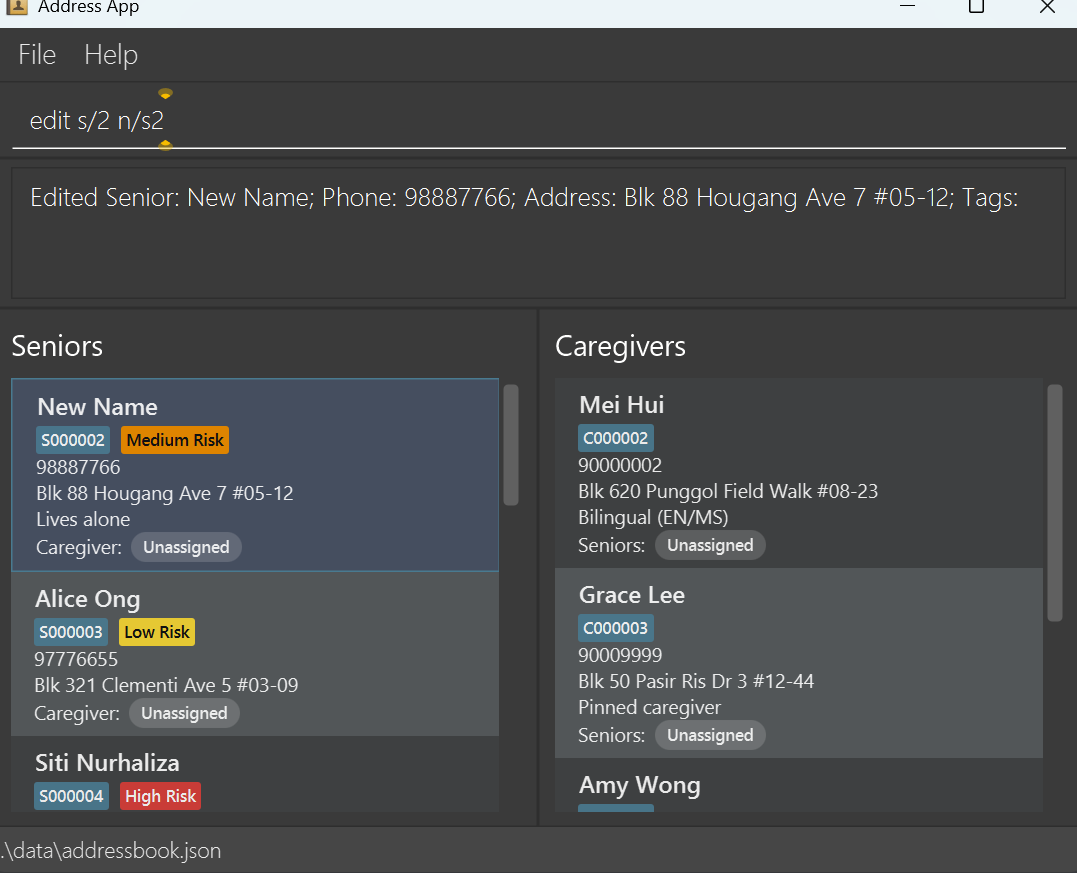 Address App
File Help
edit s/2 n/s2
Edited Senior: New Name; Phone: 98887766; Address: Blk 88 Hougang Ave 7 #05-12; Tags:
Seniors
New Name
S000002 Medium Risk
98887766
Blk 88 Hougang Ave 7 #05-12
Lives alone
Caregiver: Unassigned
Alice Ong
S000003 Low Risk
97776655
Blk 321 Clementi Ave 5 #03-09
Caregiver: Unassigned
Siti Nurhaliza
S000004 High Risk
Caregivers
Mei Hui
C000002
90000002
Blk 620 Punggol Field Walk #08-23
Bilingual (EN/MS)
Seniors: Unassigned
Grace Lee
C000003
90009999
Blk 50 Pasir Ris Dr 3 #12-44
Pinned caregiver
Seniors: Unassigned
Amy Wong
.\data\addressbook.json